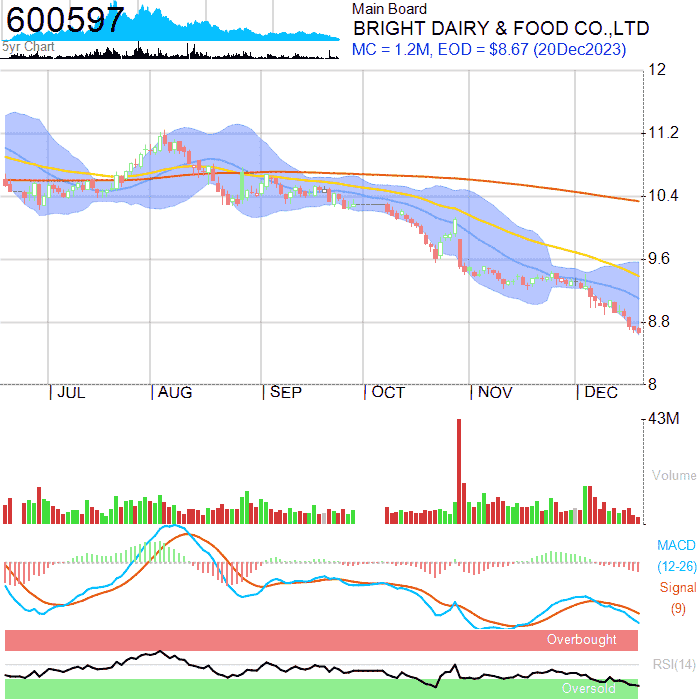 600597
5yr Chart
Main Board
BRIGHT DAIRY & FOOD CO.,LTD
MC = 1.2M, EOD = $8.67 (20Dec2023)
12
11.2
10.4
9.6
8.8
8
JUL AUG SEP OCT NOV DEC
43M
Volume
MACD
(12-26)
Signal
(9)
Overbought
RSI(14)
Oversold